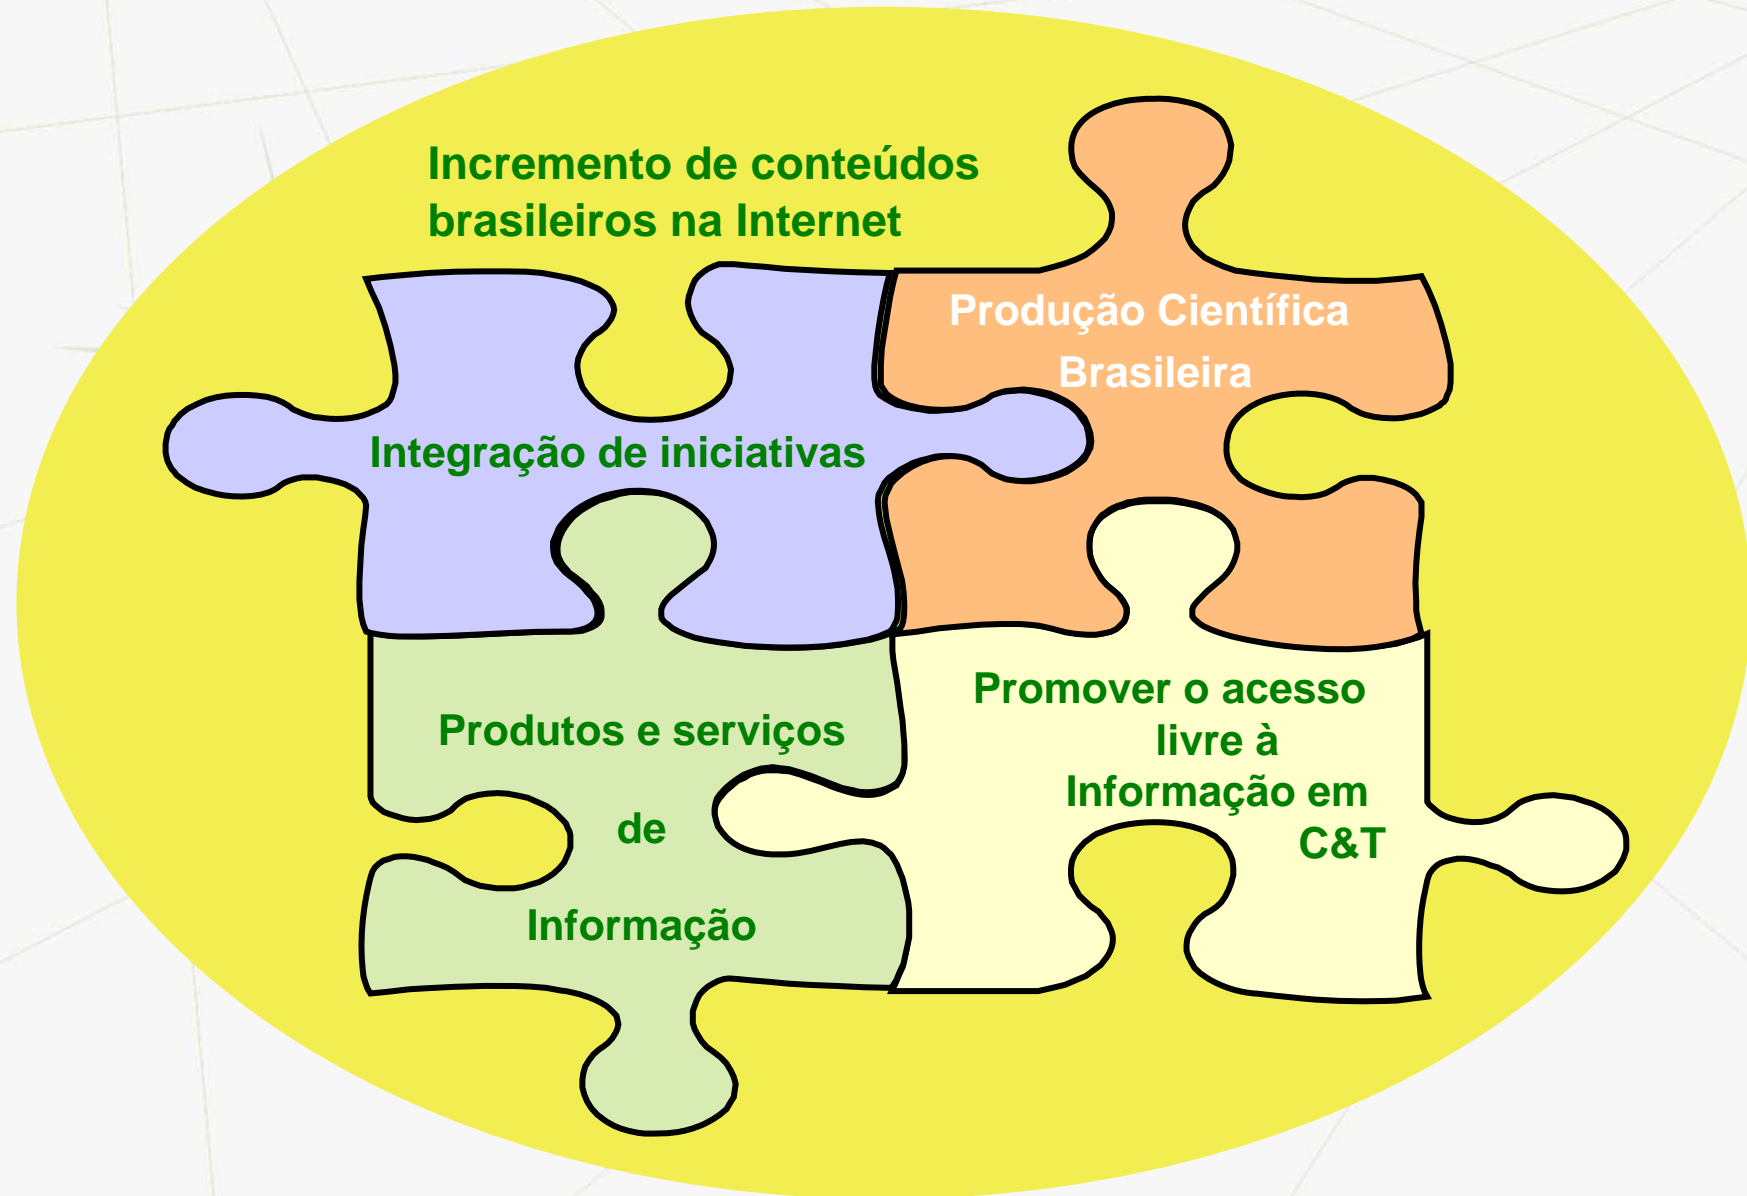 Incremento de conteúdos
brasileiros na Internet
Produção Científica
Brasileira
Integração de iniciativas
Produtos e serviços
de
Informação
Promover o acesso
livre à
Informação em
C&T